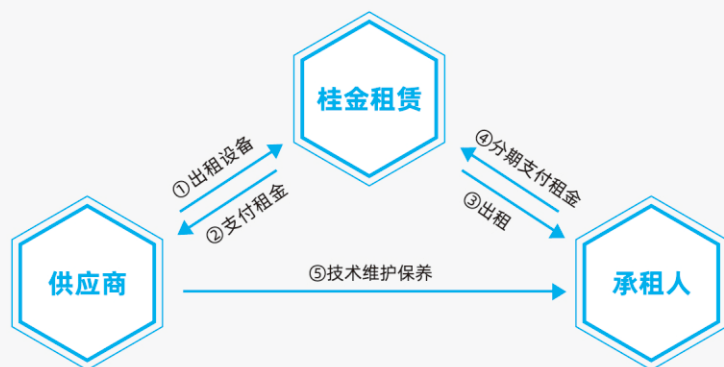 桂金租赁
①出租设备
②支付租金
④分期支付租金
③出租
供应商
⑤技术维护保养
承租人